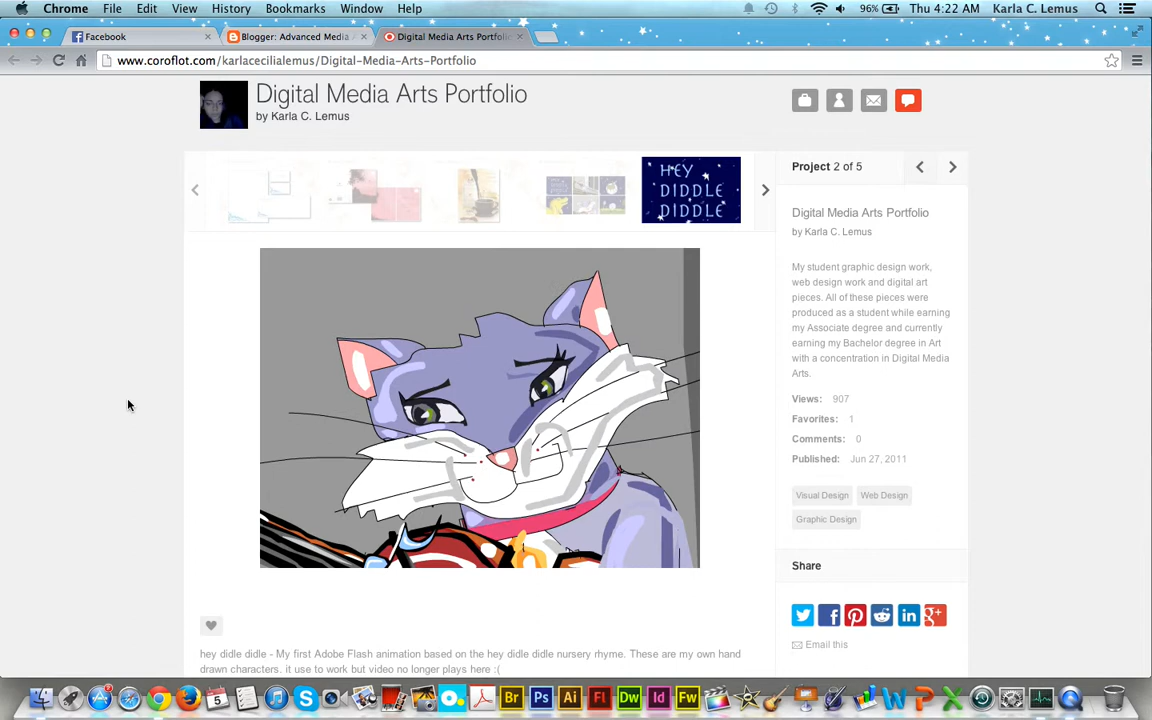 Chrome File Edit View History Bookmarks Window Help 96% Thu 4:22 AM Karla C. Lemus
Facebook Blogger: Advanced Media Digital Media Arts Portfolio
www.coroflot.com/karlacecilialemus/Digital-Media-Arts-Portfolio
Digital Media Arts Portfolio
by Karla C. Lemus
HEY
DIDDLE
DIDDLE
Project 2 of 5
Digital Media Arts Portfolio
by Karla C. Lemus
My student graphic design work,
web design work and digital art
pieces. All of these pieces were
produced as a student while earning
my Associate degree and currently
earning my Bachelor degree in Art
with a concentration in Digital Media
Arts.
Views: 907
Favorites: 1
Comments: 0
Published: Jun 27, 2011
Visual Design Web Design
Graphic Design
Share
Email this
hey didle didle - My first Adobe Flash animation based on the hey didle didle nursery rhyme. These are my own hand
drawn characters. it use to work but video no longer plays here :(
5 Br Ps Ai Fl Dw Id Fw